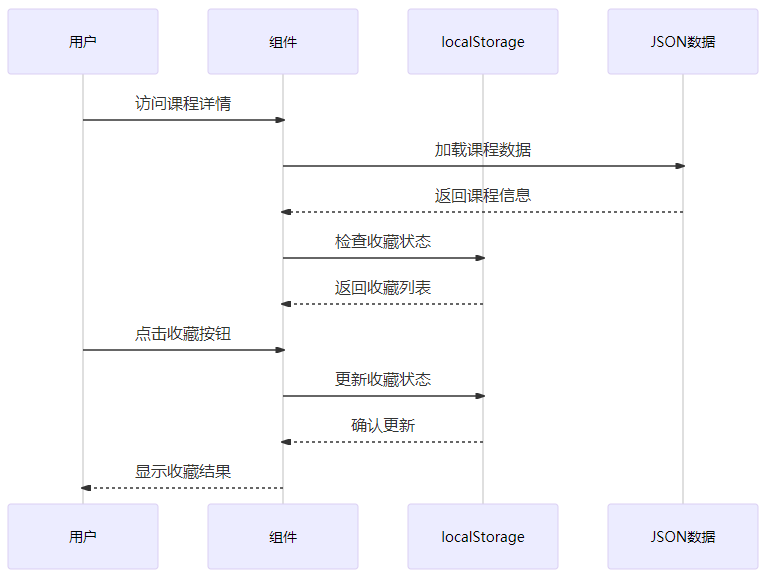 用户
组件
localStorage
JSON数据
访问课程详情
加载课程数据
返回课程信息
检查收藏状态
返回收藏列表
点击收藏按钮
更新收藏状态
确认更新
显示收藏结果
用户
组件
localStorage
JSON数据